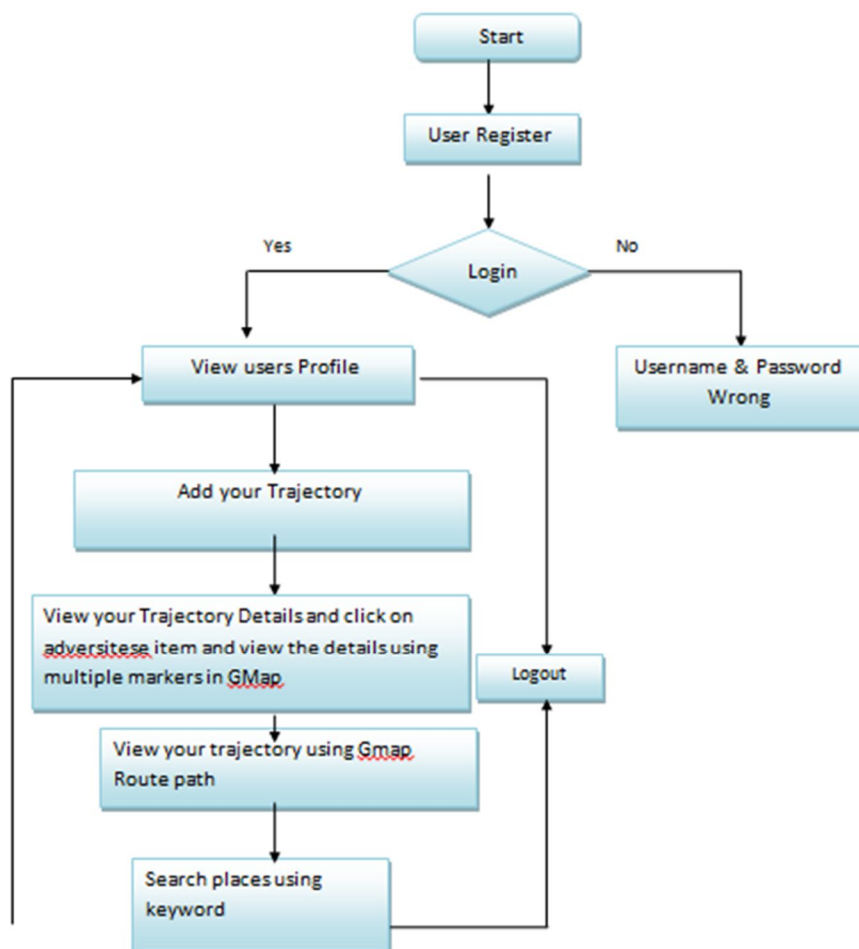 Start
User Register
Yes
No
Login
View users Profile
Username & Password
Wrong
Add your Trajectory
View your Trajectory Details and click on
adversitese item and view the details using
multiple markers in GMap
Logout
View your trajectory using Gmap
Route path
Search places using
keyword